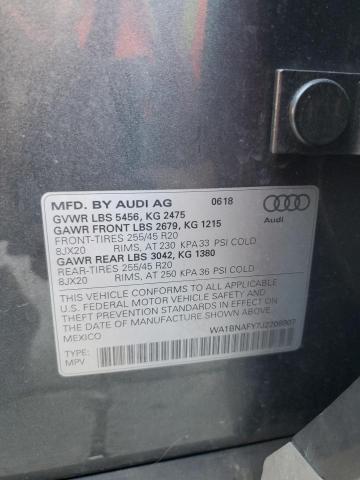 MFD. BY AUDI AG 0618
GVWR LBS 5456, KG 2475
GAWR FRONT LBS 2679, KG 1215
FRONT-TIRES 255/45 R20
8JX20 RIMS, AT 230 KPA 33 PSI COLD
GAWR REAR LBS 3042, KG 1380
REAR-TIRES 255/45 R20
8JX20 RIMS, AT 250 KPA 36 PSI COLD
Audi
THIS VEHICLE CONFORMS TO ALL APPLICABLE
U.S. FEDERAL MOTOR VEHICLE SAFETY AND
THEFT PREVENTION STANDARDS IN EFFECT ON
THE DATE OF MANUFACTURE SHOWN ABOVE.
MEXICO
TYPE:
MPV